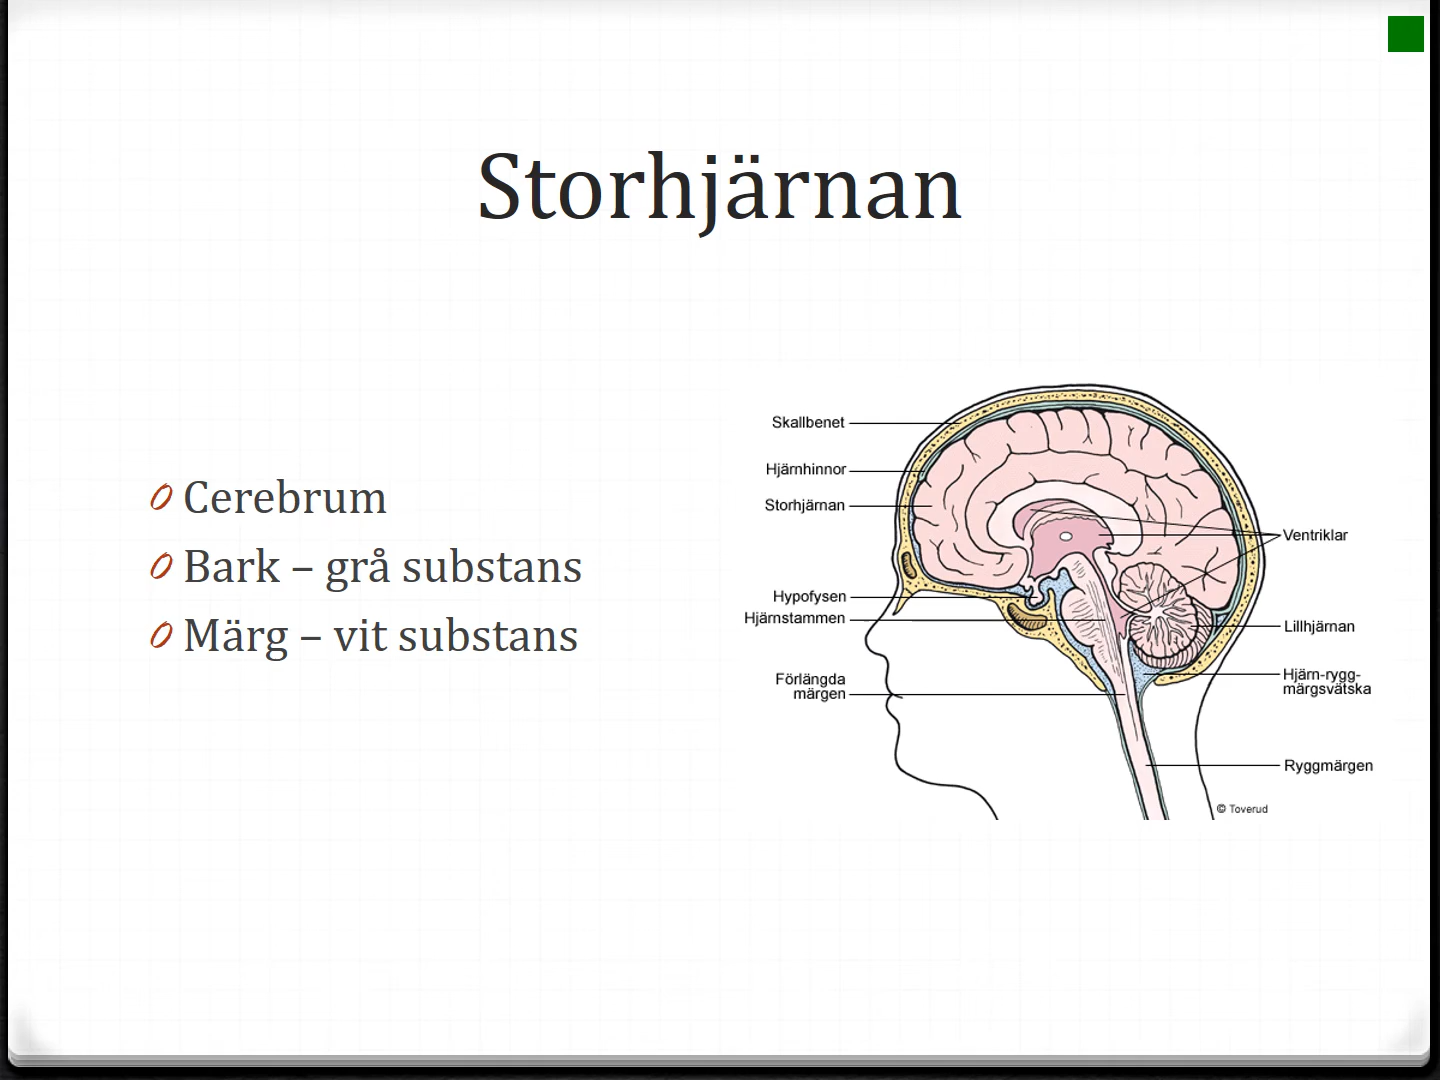 Storhjärnan
Cerebrum
Bark – grå substans
Märg – vit substans
Skallbenet
Hjärnhinnor
Storhjärnan
Hypofysen
Hjärnstammen
Förlängda
märgen
Ventriklar
Lillhjärnan
Hjärn-rygg-
märgsvätska
Ryggmärgen
© Toverud